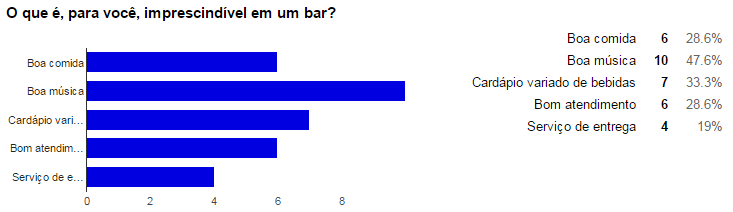 O que é, para você, imprescindível em um bar?
Boa comida
Boa música
Cardápio vari...
Bom atendim...
Serviço de e...
0 2 4 6 8
Boa comida 6 28.6%
Boa música 10 47.6%
Cardápio variado de bebidas 7 33.3%
Bom atendimento 6 28.6%
Serviço de entrega 4 19%